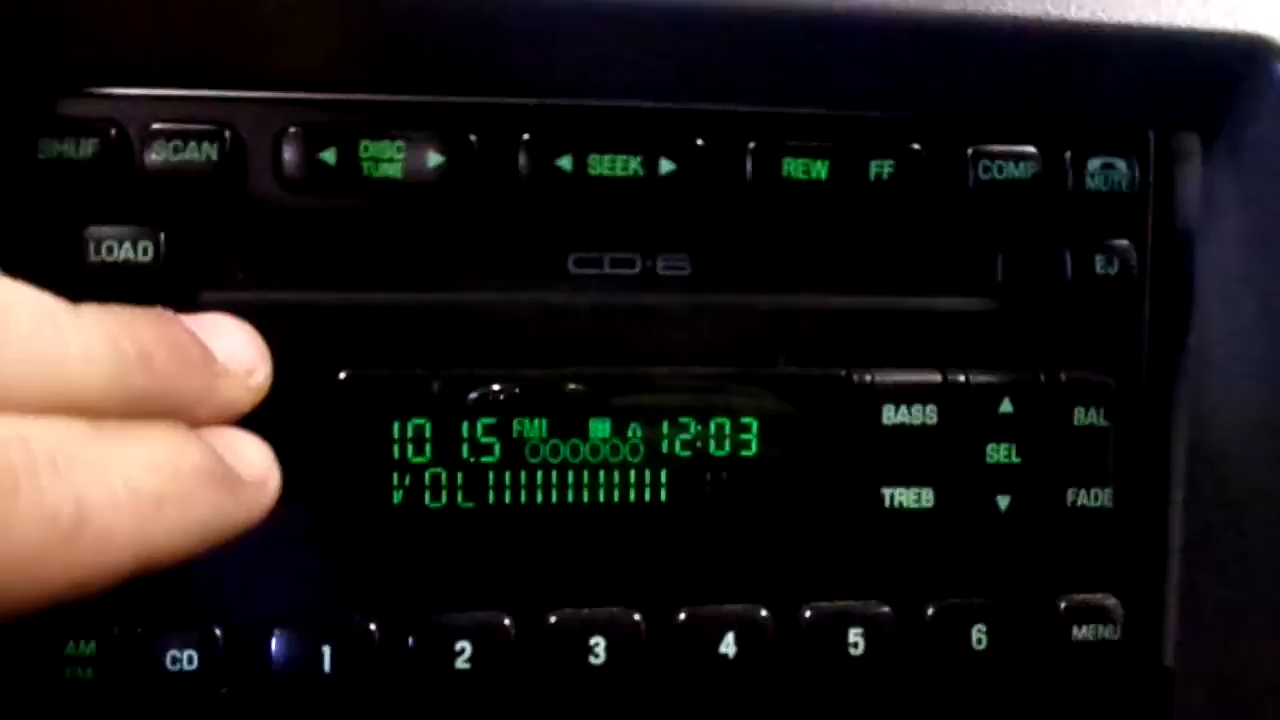 SHUF SCAN DISC TUNE SEEK REW FF COMP MUTE
LOAD CD·6 EJ
101.5 FM1 12:03
VOL
BASS SEL BAL
TREB FADE
AM FM CD 1 2 3 4 5 6 MENU